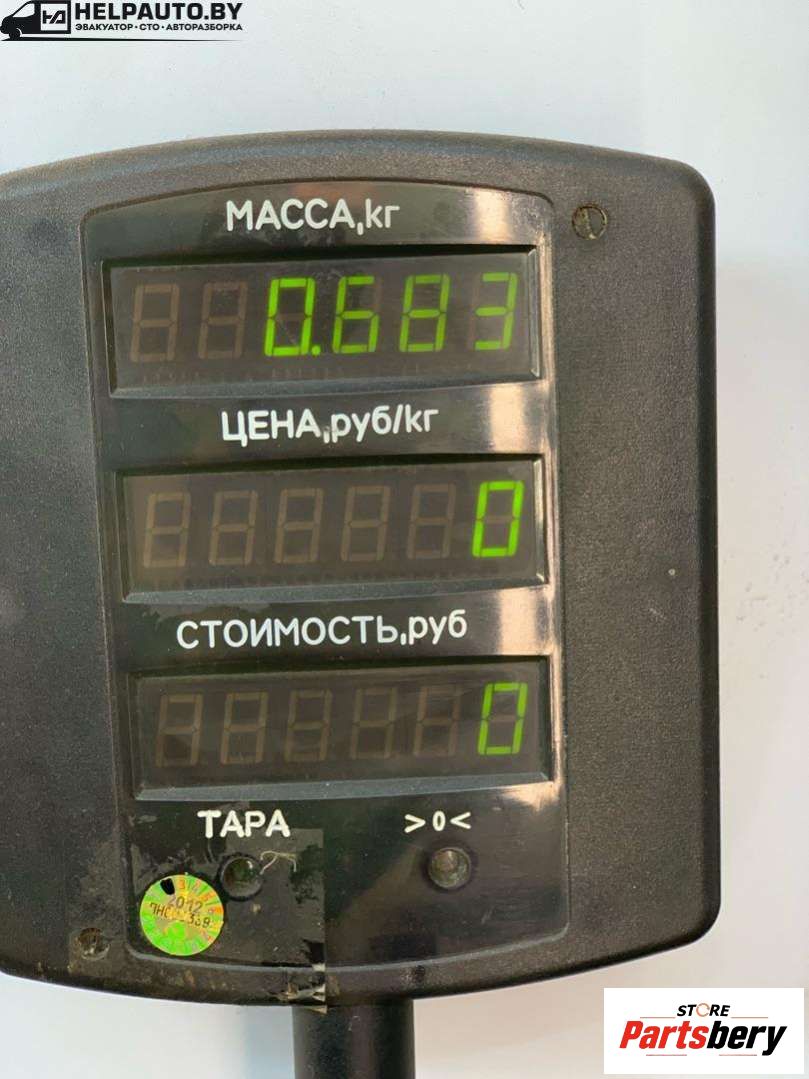 HELPAUTO.BY
ЭВАКУАТОР·СТО·АВТОРАЗБОРКА
МАССА,кг
0.683
ЦЕНА,руб/кг
0
СТОИМОСТЬ,руб
0
ТАРА >0<
2012
STORE
Partsbery